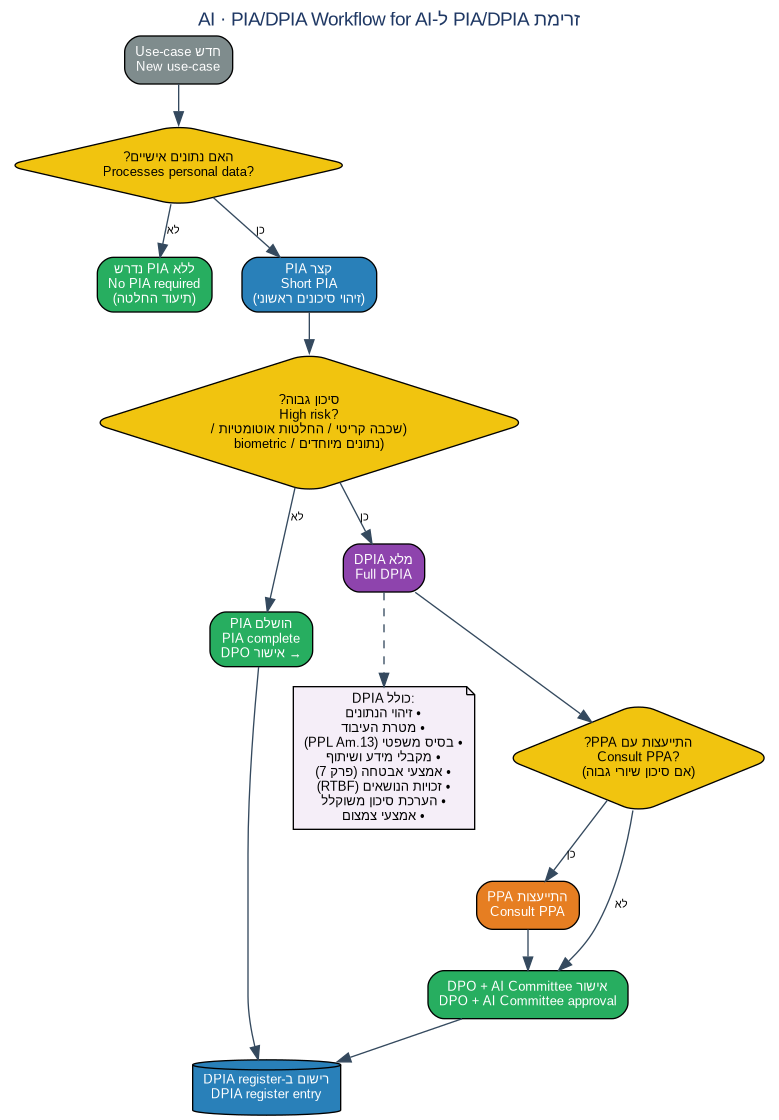 AI · PIA/DPIA Workflow for AI-ל PIA/DPIA זרימת
Use-case חדש
New use-case
האם נתונים אישיים?
Processes personal data?
לא
כן
ללא PIA נדרש
No PIA required
(תיעוד החלטה)
PIA קצר
Short PIA
(זיהוי סיכונים ראשוני)
סיכון גבוה?
High risk?
(שכבה קריטי / החלטות אוטומטיות /
biometric / נתונים מיוחדים)
לא
כן
DPIA מלא
Full DPIA
PIA הושלם
PIA complete
→ אישור DPO
DPIA כולל:
• זיהוי הנתונים
• מטרת העיבוד
• בסיס משפטי (PPL Am.13)
• מקבלי מידע ושיתוף
• אמצעי אבטחה (פרק 7)
• זכויות הנושאים (RTBF)
• הערכת סיכון משוקלל
• אמצעי צמצום
התייעצות עם PPA?
Consult PPA?
(אם סיכון שיורי גבוה)
כן
לא
התייעצות PPA
Consult PPA
אישור DPO + AI Committee
DPO + AI Committee approval
רישום ב-DPIA register
DPIA register entry